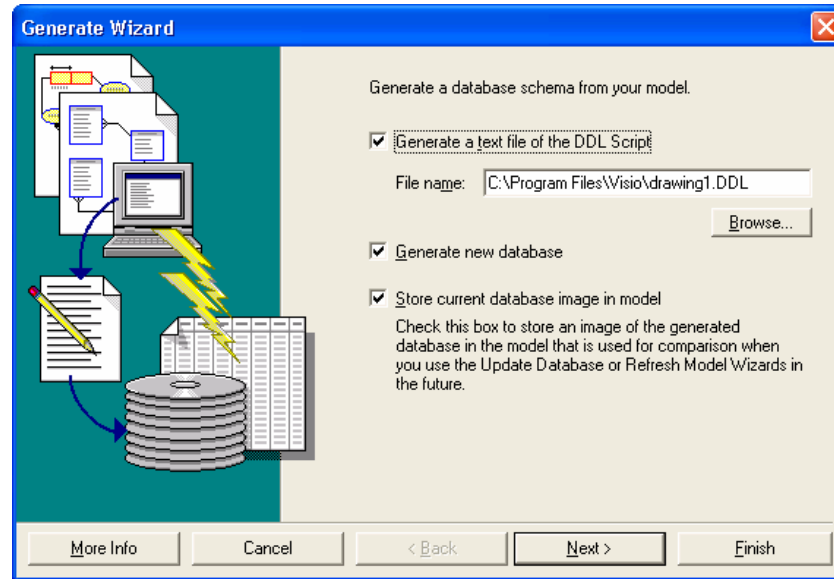 Generate Wizard
Generate a database schema from your model.
Generate a text file of the DDL Script
File name: C:\Program Files\Visio\drawing1.DDL
Browse...
Generate new database
Store current database image in model
Check this box to store an image of the generated
database in the model that is used for comparison when
you use the Update Database or Refresh Model Wizards in
the future.
More Info Cancel < Back Next > Finish